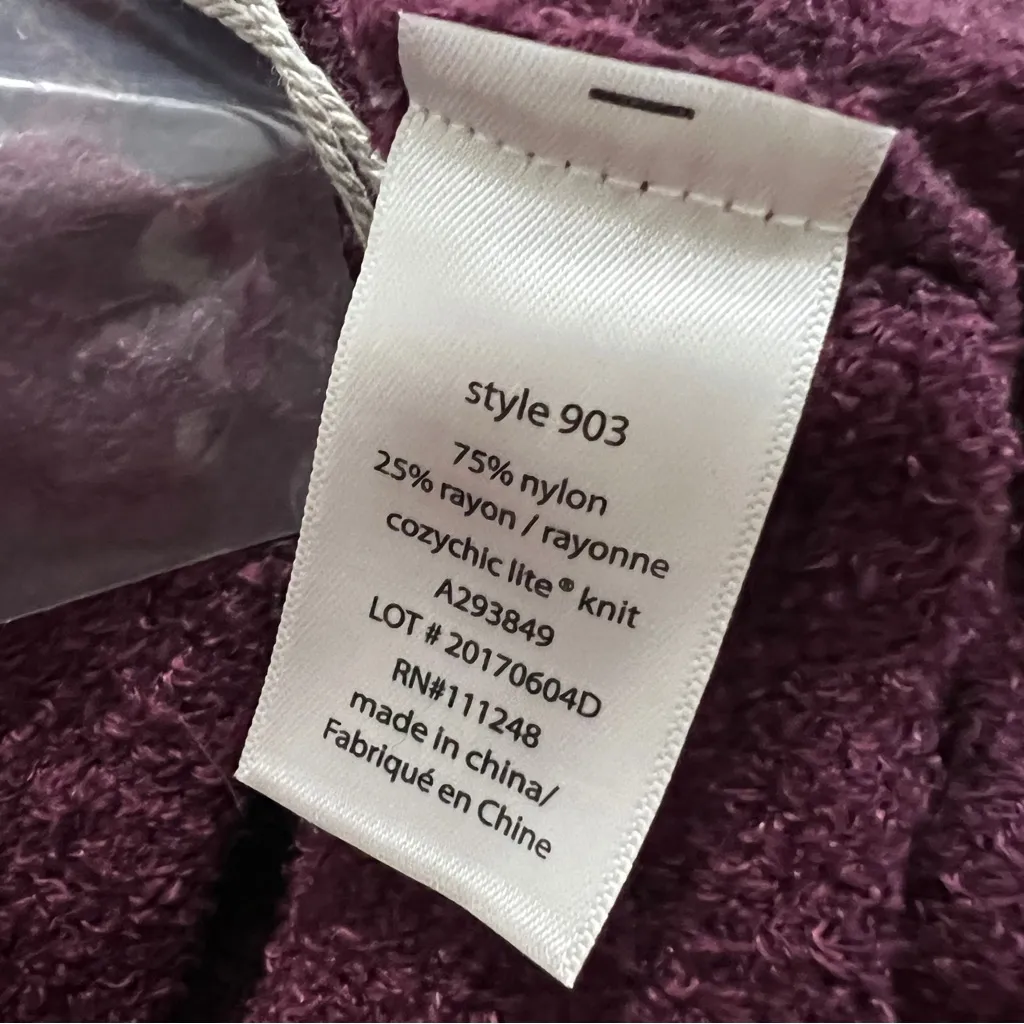 style 903
75% nylon
25% rayon / rayonne
cozychic lite® knit
A293849
LOT # 20170604D
RN#111248
made in china/
Fabriqué en Chine